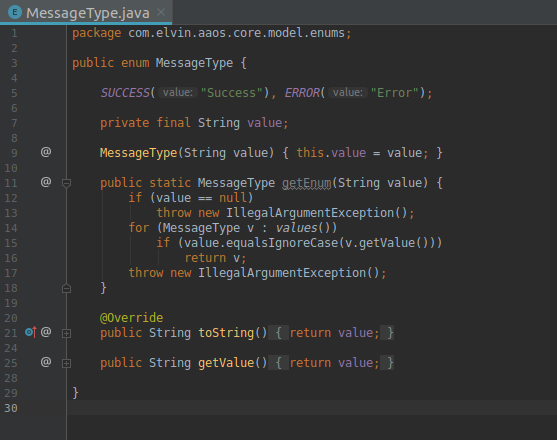 MessageType.java
1 package com.elvin.aaos.core.model.enums;
2
3 public enum MessageType {
4
5 SUCCESS( value: "Success"), ERROR( value: "Error");
6
7 private final String value;
8
9 @ MessageType(String value) { this.value = value; }
10
11 @ public static MessageType getEnum(String value) {
12 if (value == null)
13 throw new IllegalArgumentException();
14 for (MessageType v : values())
15 if (value.equalsIgnoreCase(v.getValue()))
16 return v;
17 throw new IllegalArgumentException();
18 }
19
20 @Override
21 @ public String toString() { return value; }
24
25 @ public String getValue() { return value; }
28
29 }
30